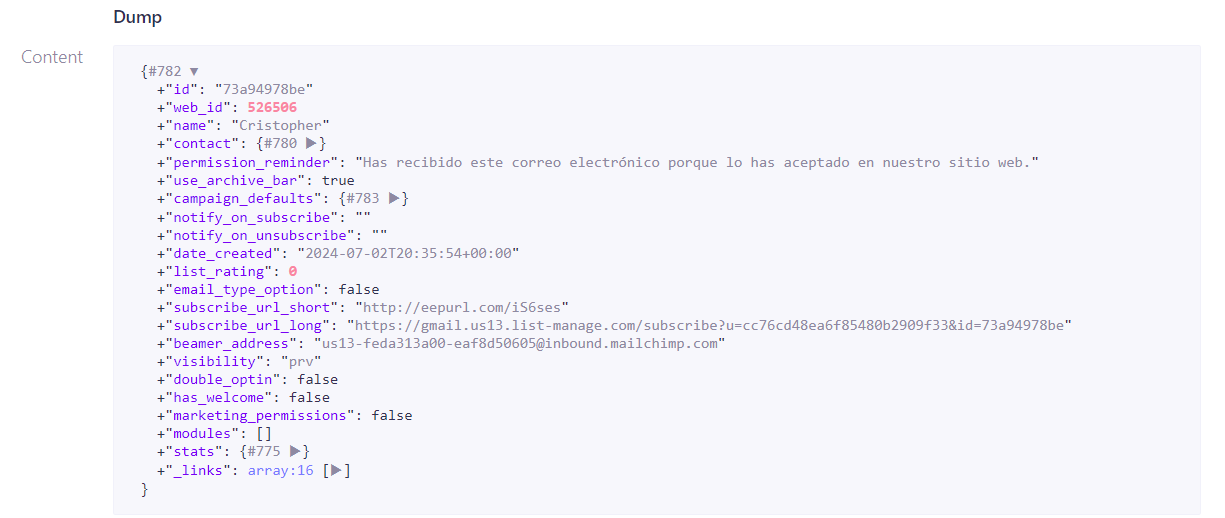 Dump
Content
{#782 ▼
+"id": "73a94978be"
+"web_id": 526506
+"name": "Cristopher"
+"contact": {#780 ▶}
+"permission_reminder": "Has recibido este correo electrónico porque lo has aceptado en nuestro sitio web."
+"use_archive_bar": true
+"campaign_defaults": {#783 ▶}
+"notify_on_subscribe": ""
+"notify_on_unsubscribe": ""
+"date_created": "2024-07-02T20:35:54+00:00"
+"list_rating": 0
+"email_type_option": false
+"subscribe_url_short": "http://eepurl.com/iS6ses"
+"subscribe_url_long": "https://gmail.us13.list-manage.com/subscribe?u=cc76cd48ea6f85480b2909f33&id=73a94978be"
+"beamer_address": "us13-feda313a00-eaf8d50605@inbound.mailchimp.com"
+"visibility": "prv"
+"double_optin": false
+"has_welcome": false
+"marketing_permissions": false
+"modules": []
+"stats": {#775 ▶}
+"_links": array:16 [▶]
}